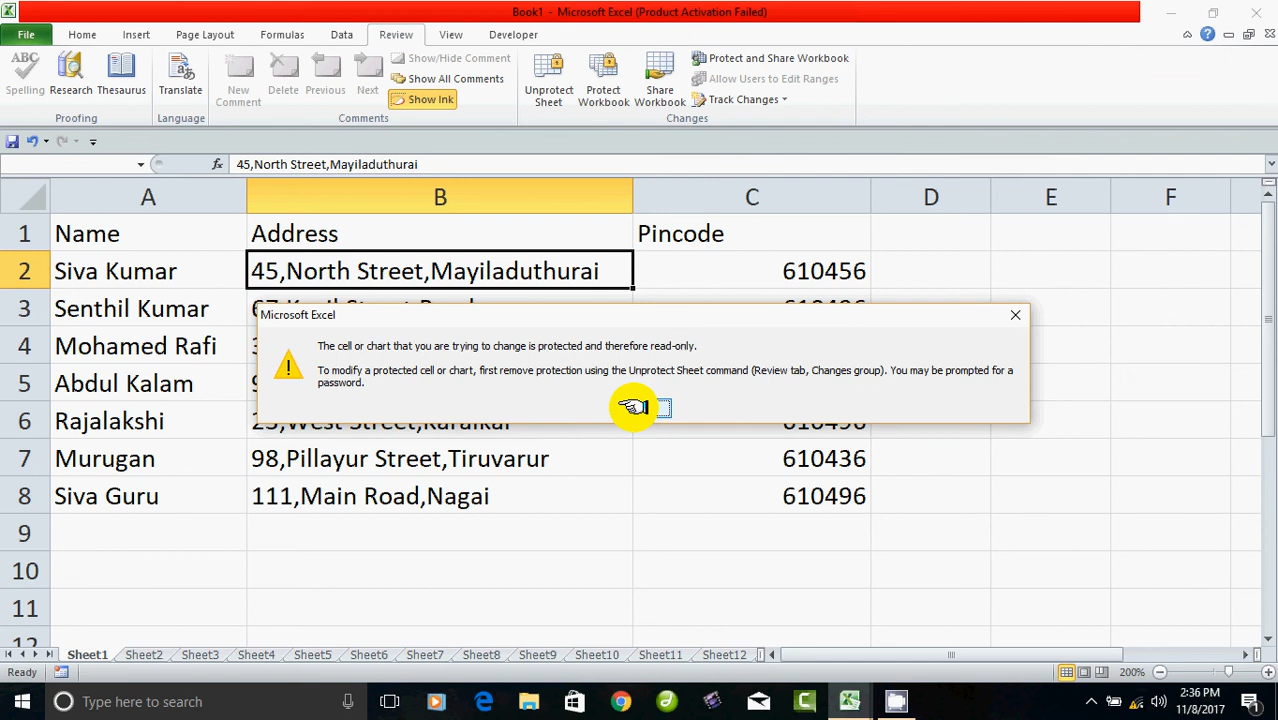 Book1 - Microsoft Excel (Product Activation Failed)
File Home Insert Page Layout Formulas Data Review View Developer
ABC
Spelling Research Thesaurus
Translate
New Comment
Delete Previous Next
Show/Hide Comment
Show All Comments
Show Ink
Unprotect Sheet
Protect Workbook
Share Workbook
Protect and Share Workbook
Allow Users to Edit Ranges
Track Changes
Proofing Language Comments Changes
fx 45,North Street,Mayiladuthurai
A B C D E F
1 Name Address Pincode
2 Siva Kumar 45,North Street,Mayiladuthurai 610456
3 Senthil Kumar
4 Mohamed Rafi
5 Abdul Kalam
6 Rajalakshi
7 Murugan 98,Pillayur Street,Tiruvarur 610436
8 Siva Guru 111,Main Road,Nagai 610496
9
10
11
12
Microsoft Excel
The cell or chart that you are trying to change is protected and therefore read-only.
To modify a protected cell or chart, first remove protection using the Unprotect Sheet command (Review tab, Changes group). You may be prompted for a
password.
Sheet1 Sheet2 Sheet3 Sheet4 Sheet5 Sheet6 Sheet7 Sheet8 Sheet9 Sheet10 Sheet11 Sheet12
Ready 200%
Type here to search
2:36 PM
11/8/2017